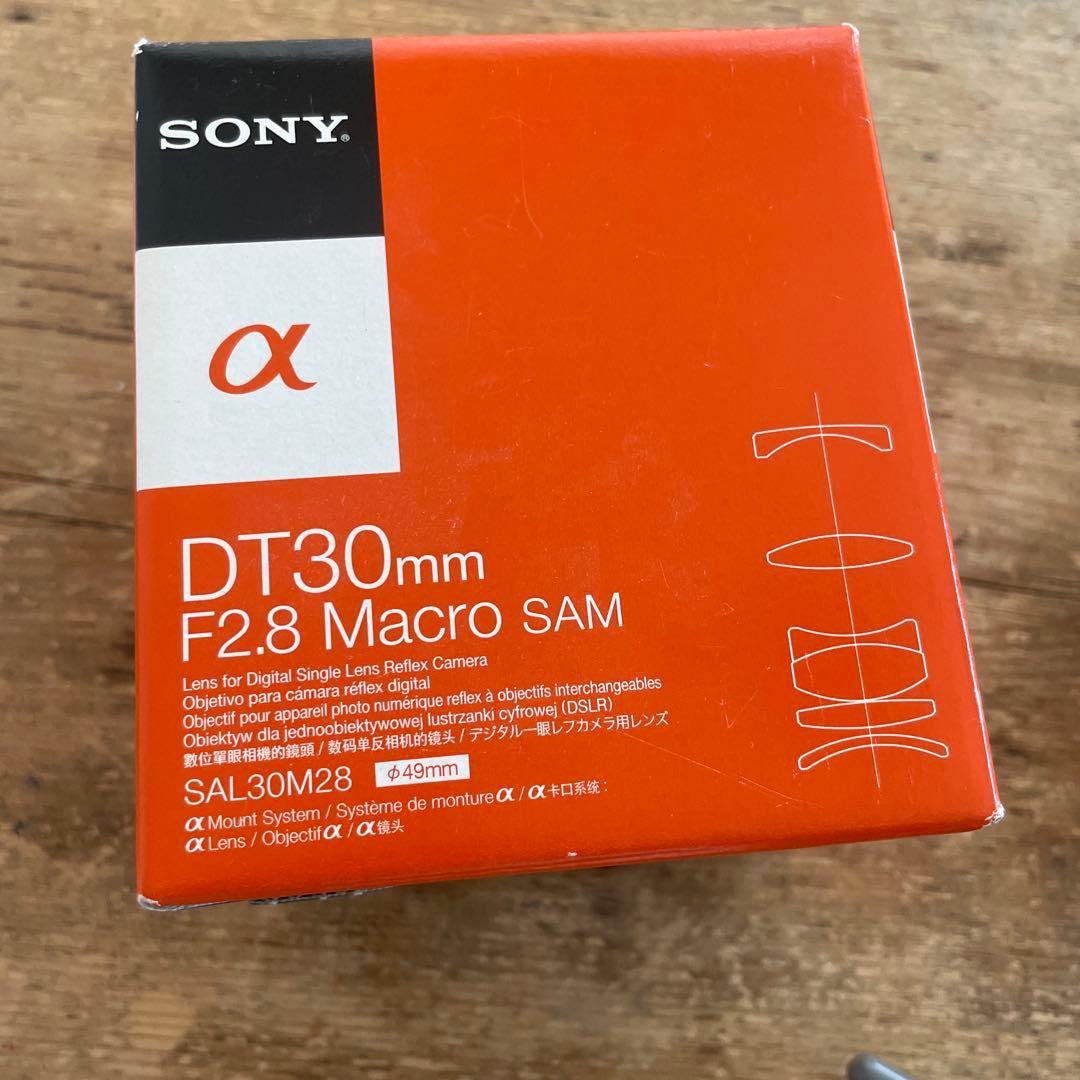 SONY®
α
DT30mm
F2.8 Macro SAM
Lens for Digital Single Lens Reflex Camera
Objetivo para cámara réflex digital
Objectif pour appareil photo numérique reflex à objectifs interchangeables
Obiektyw dla jednoobiektywowej lustrzanki cyfrowej (DSLR)
數位單眼相機的鏡頭 / 数码单反相机的镜头 / デジタル一眼レフカメラ用レンズ
SAL30M28 φ49mm
α Mount System / Système de monture α / α卡口系统 :
α Lens / Objectif α / α镜头